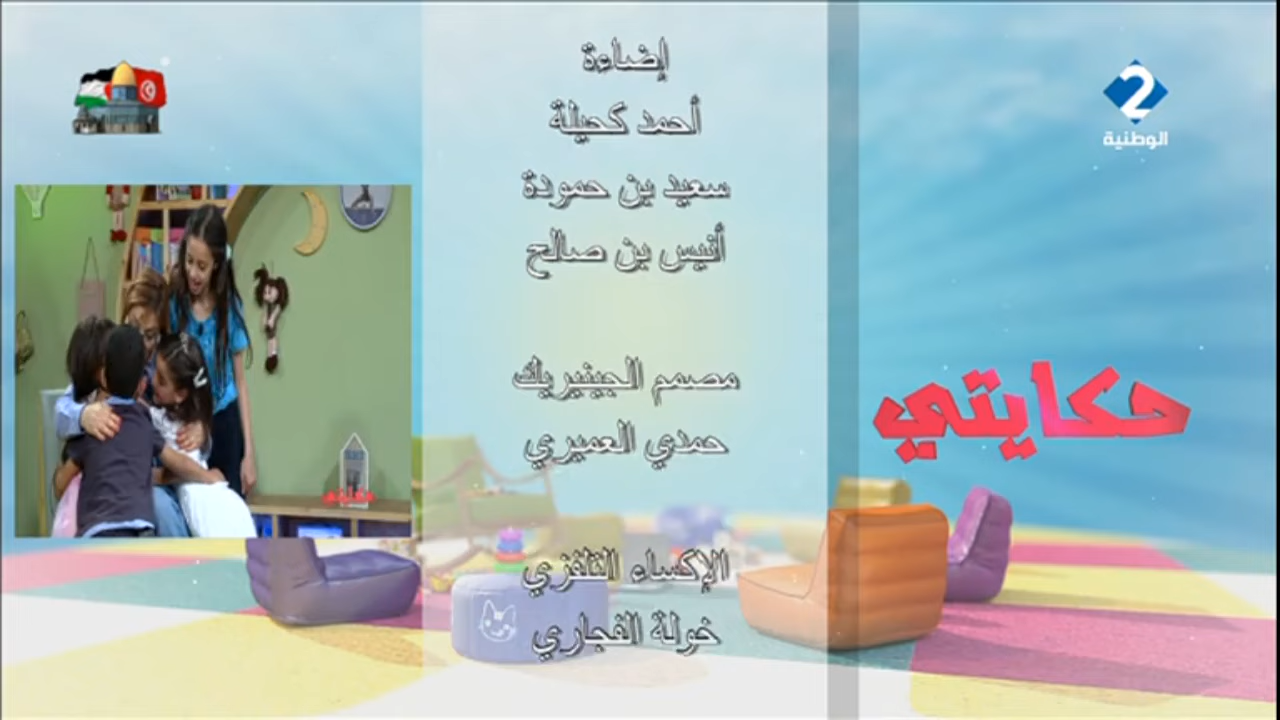 إضاءة
أحمد كحيلة
سعيد بن حمودة
أنيس بن صالح
مصمم الجينيريك
حمدي العميري
الإكساء التلفزي
خولة الفجاري
2
الوطنية
حكايتي
حكايتي